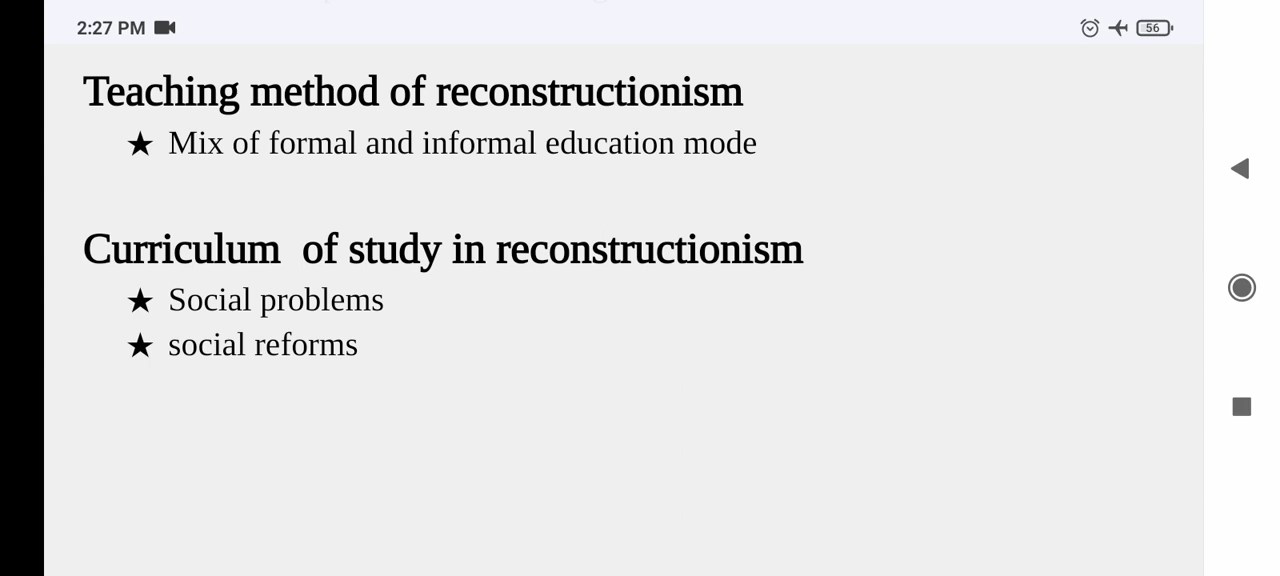 2:27 PM
56
Teaching method of reconstructionism
★ Mix of formal and informal education mode
Curriculum of study in reconstructionism
★ Social problems
★ social reforms